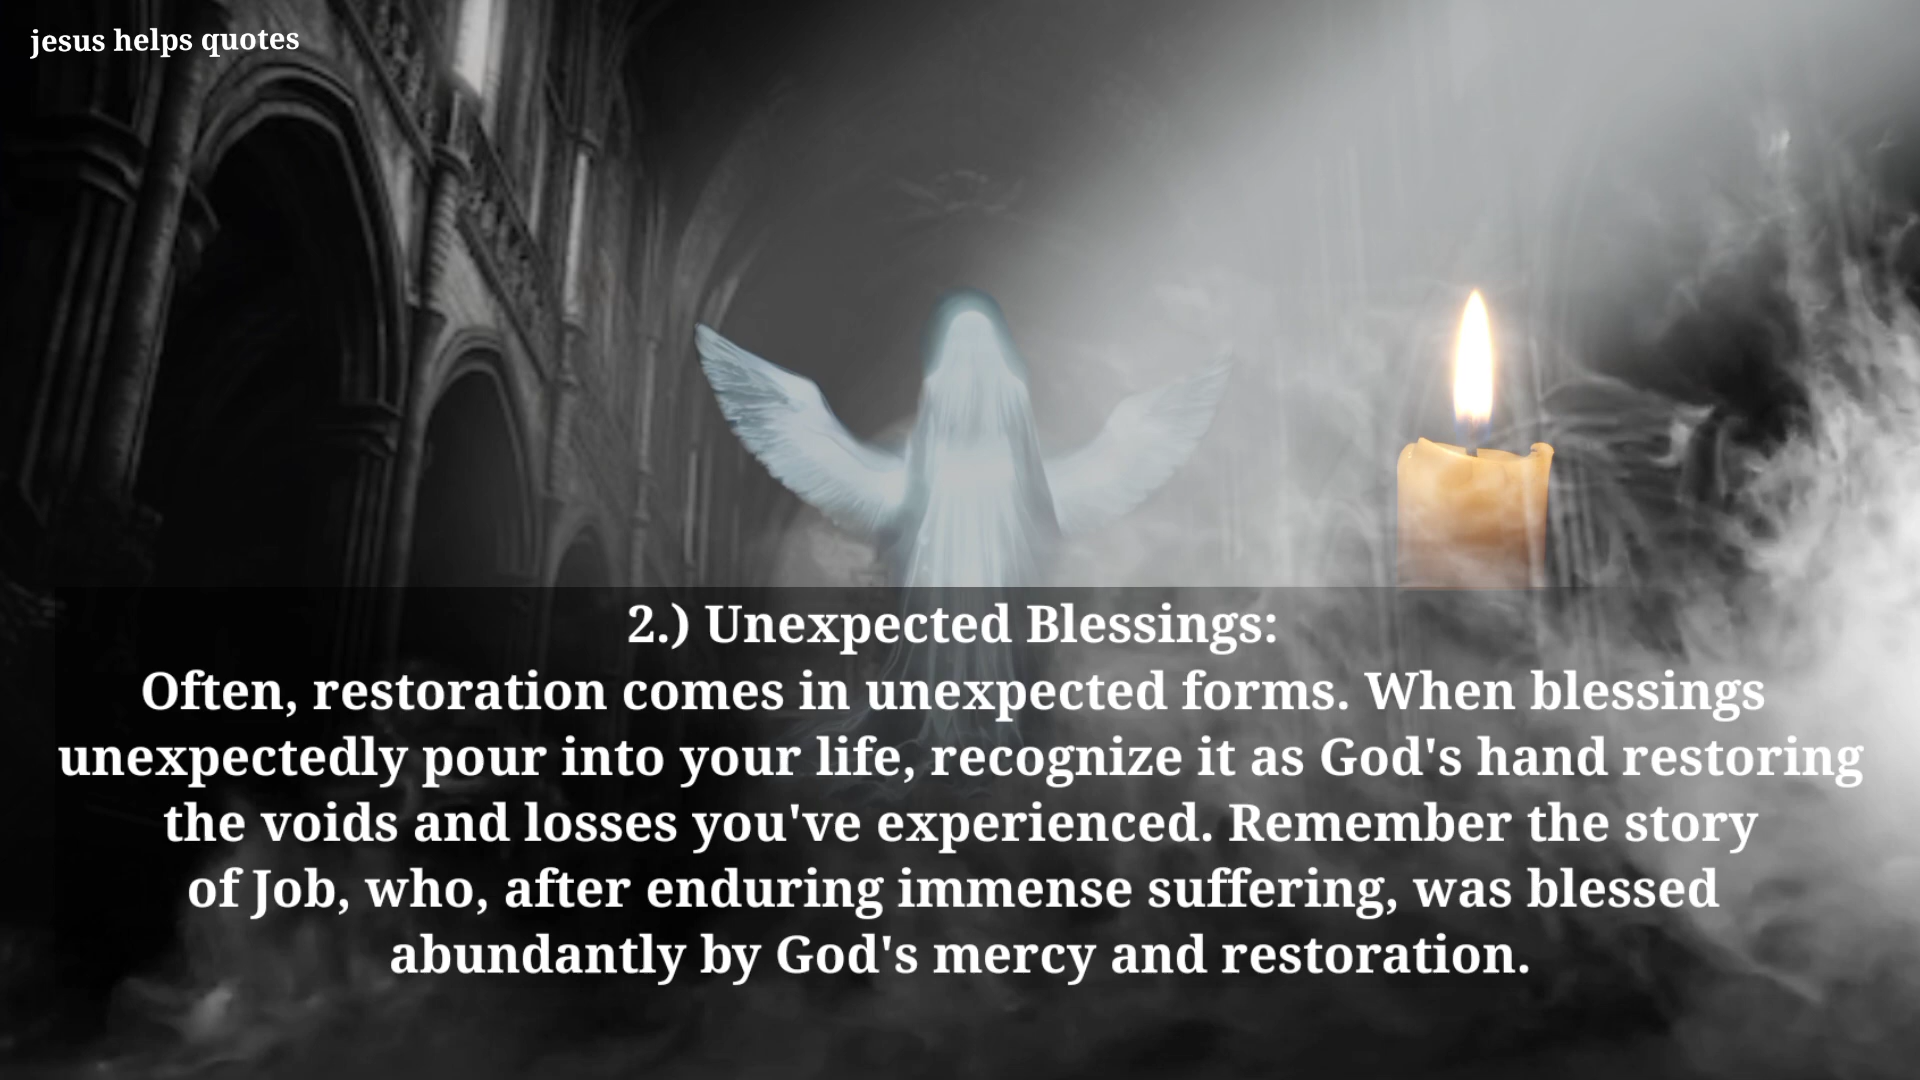 jesus helps quotes
2.) Unexpected Blessings:
Often, restoration comes in unexpected forms. When blessings
unexpectedly pour into your life, recognize it as God's hand restoring
the voids and losses you've experienced. Remember the story
of Job, who, after enduring immense suffering, was blessed
abundantly by God's mercy and restoration.